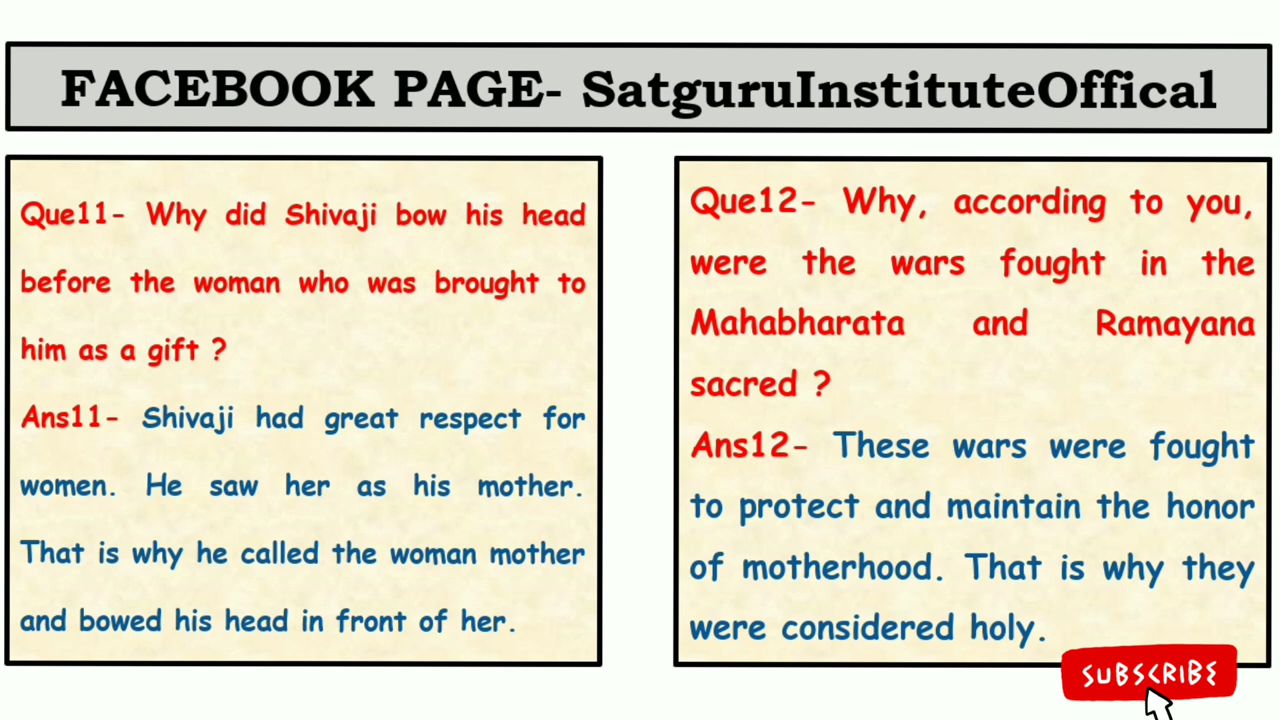 FACEBOOK PAGE- SatguruInstituteOffical
Que11- Why did Shivaji bow his head
before the woman who was brought to
him as a gift ?
Ans11- Shivaji had great respect for
women. He saw her as his mother.
That is why he called the woman mother
and bowed his head in front of her.
Que12- Why, according to you,
were the wars fought in the
Mahabharata and Ramayana
sacred ?
Ans12- These wars were fought
to protect and maintain the honor
of motherhood. That is why they
were considered holy.
SUBSCRIBE